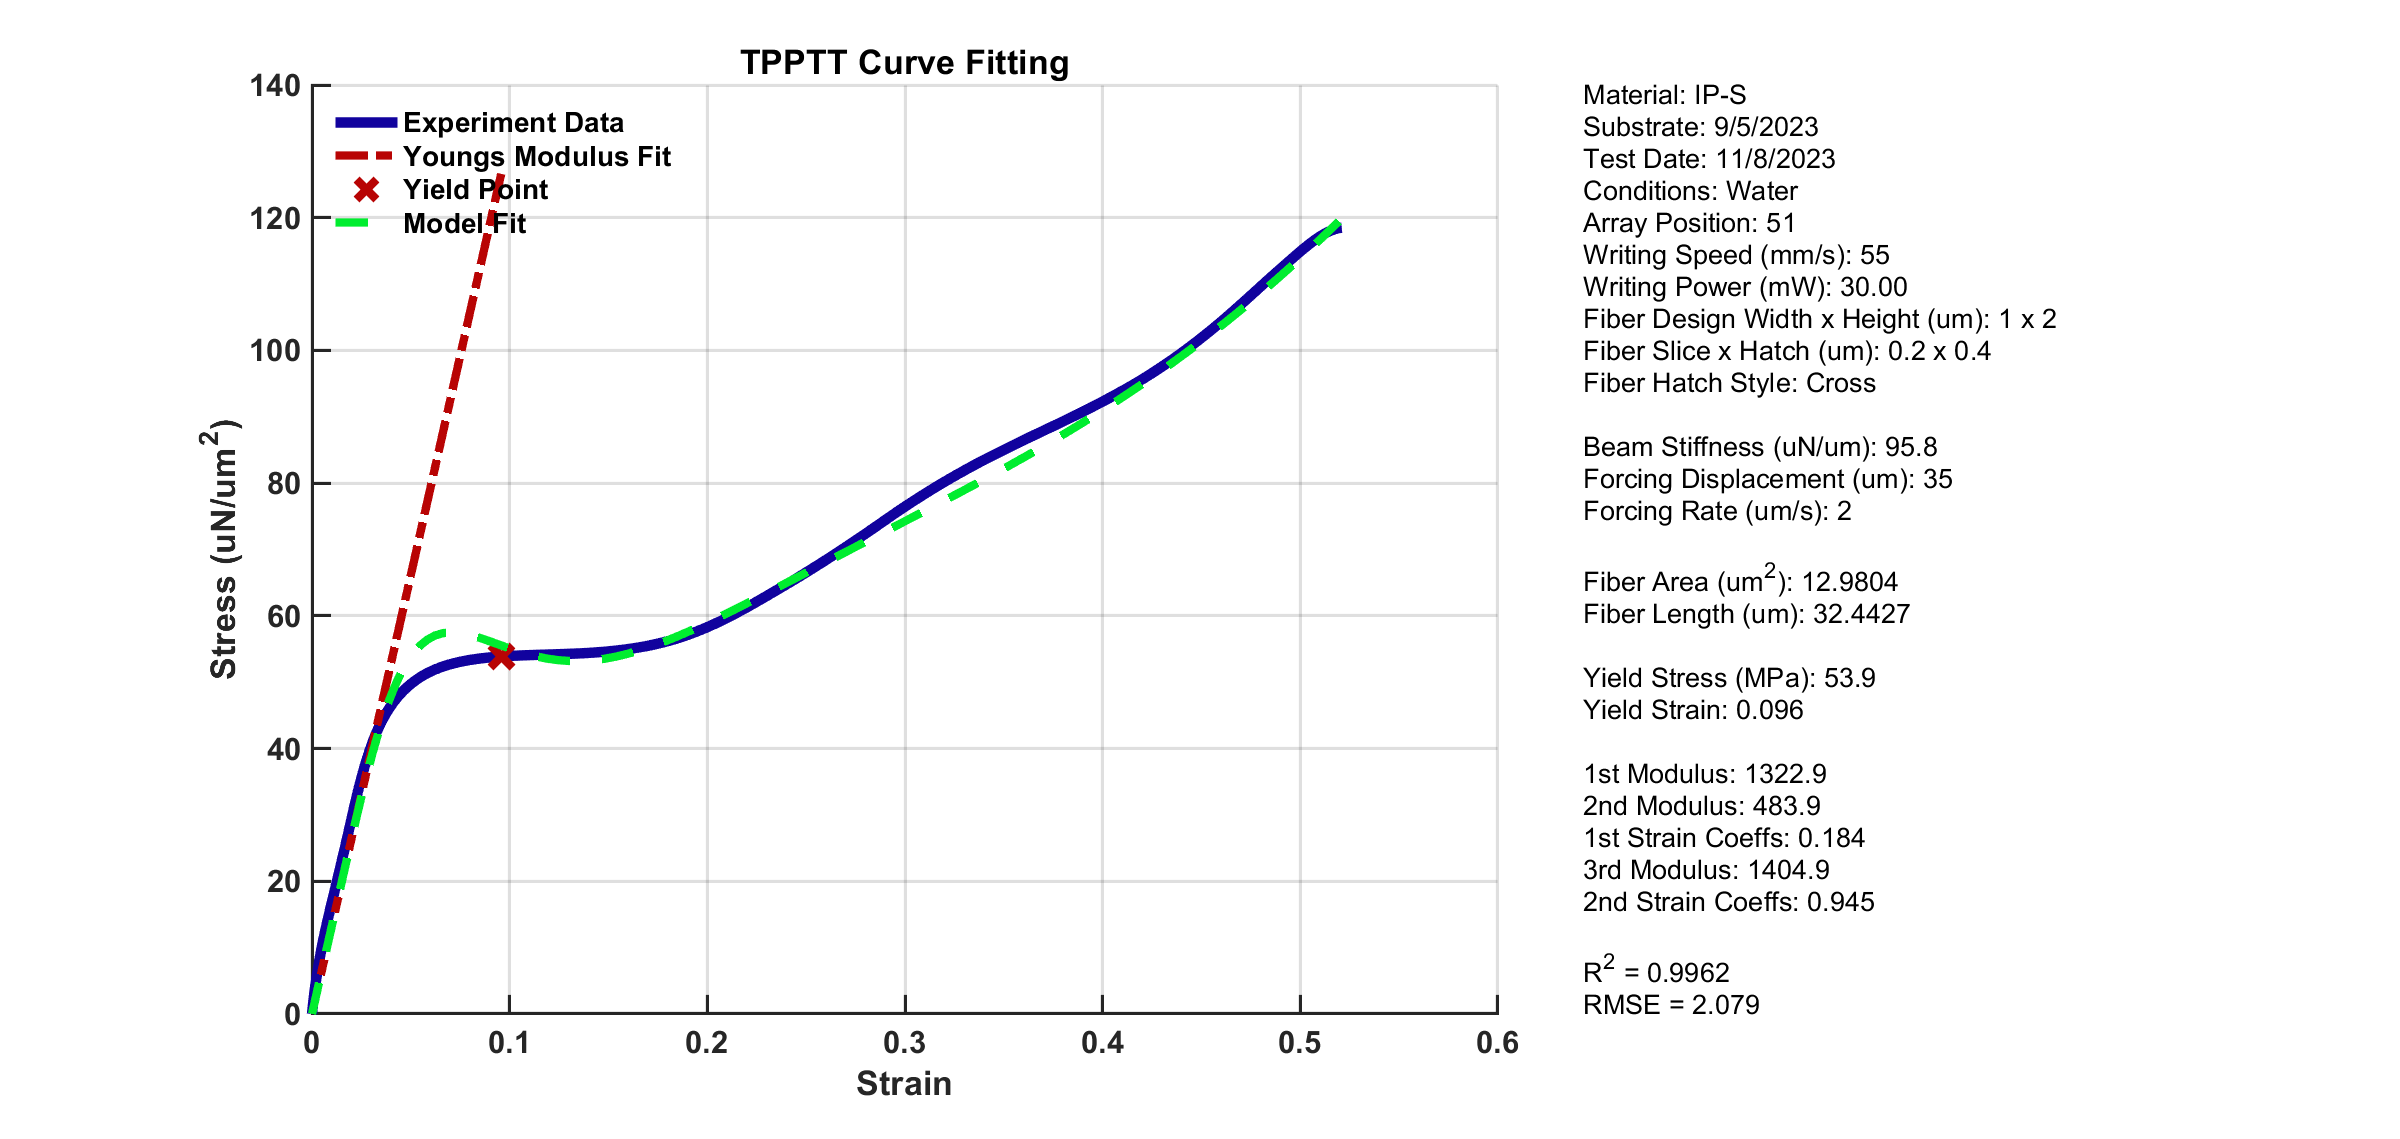 TPPTT Curve Fitting
140
120
100
80
60
40
20
0
Stress (uN/um²)
Experiment Data
Youngs Modulus Fit
Yield Point
Model Fit
0 0.1 0.2 0.3 0.4 0.5 0.6
Strain
Material: IP-S
Substrate: 9/5/2023
Test Date: 11/8/2023
Conditions: Water
Array Position: 51
Writing Speed (mm/s): 55
Writing Power (mW): 30.00
Fiber Design Width x Height (um): 1 x 2
Fiber Slice x Hatch (um): 0.2 x 0.4
Fiber Hatch Style: Cross
Beam Stiffness (uN/um): 95.8
Forcing Displacement (um): 35
Forcing Rate (um/s): 2
Fiber Area (um²): 12.9804
Fiber Length (um): 32.4427
Yield Stress (MPa): 53.9
Yield Strain: 0.096
1st Modulus: 1322.9
2nd Modulus: 483.9
1st Strain Coeffs: 0.184
3rd Modulus: 1404.9
2nd Strain Coeffs: 0.945
R² = 0.9962
RMSE = 2.079